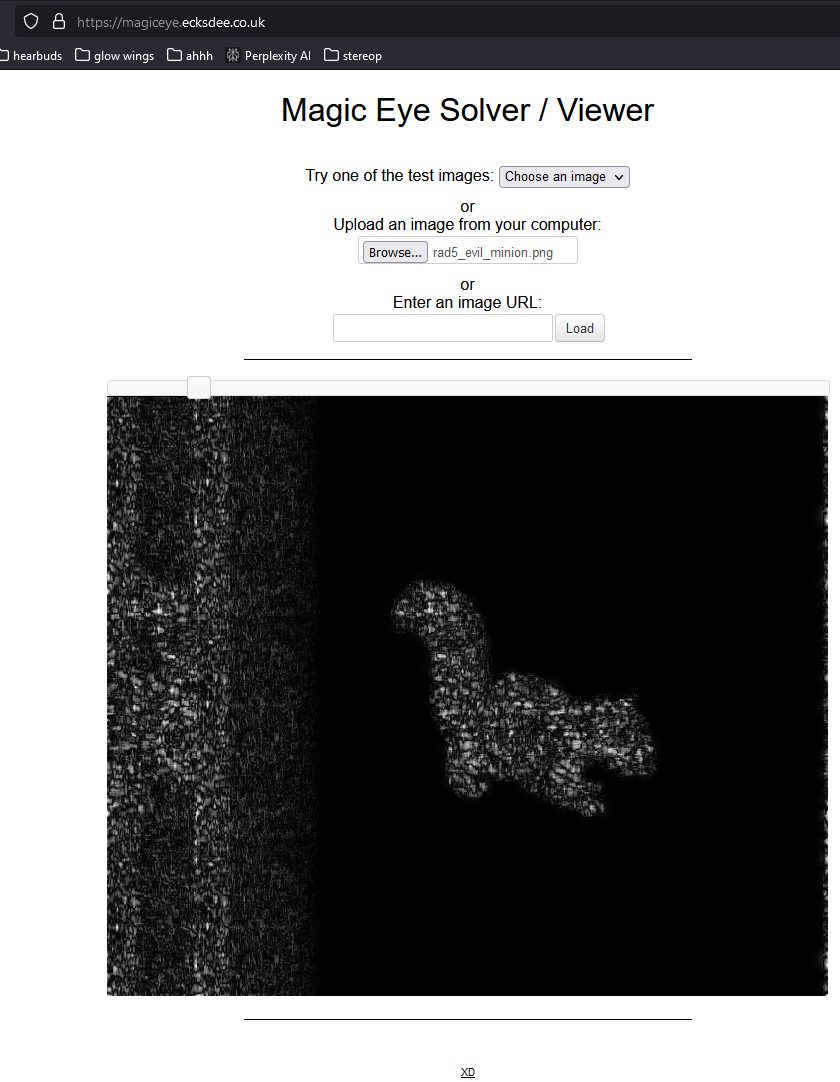 https://magiceye.ecksdee.co.uk
hearbuds glow wings ahhh Perplexity AI stereop
Magic Eye Solver / Viewer
Try one of the test images: Choose an image
or
Upload an image from your computer:
Browse... rad5_evil_minion.png
or
Enter an image URL:
Load
XD